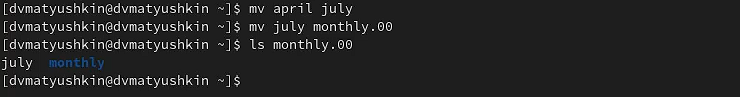 [dvmatyushkin@dvmatyushkin ~]$ mv april july
[dvmatyushkin@dvmatyushkin ~]$ mv july monthly.00
[dvmatyushkin@dvmatyushkin ~]$ ls monthly.00
july  monthly
[dvmatyushkin@dvmatyushkin ~]$